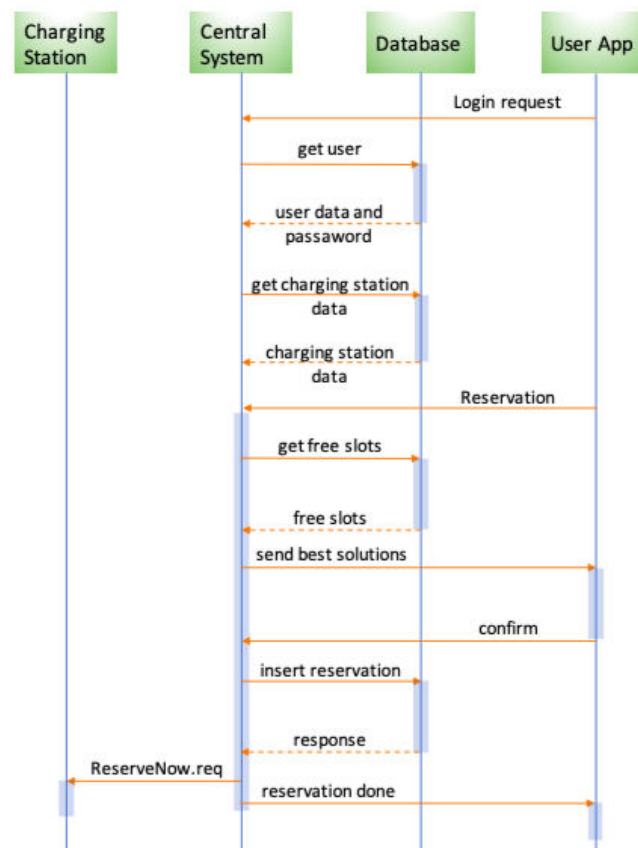 Charging
Station
Central
System
Database
User App
Login request
get user
user data and
passaword
get charging station
data
charging station
data
Reservation
get free slots
free slots
send best solutions
confirm
insert reservation
response
ReserveNow.req
reservation done